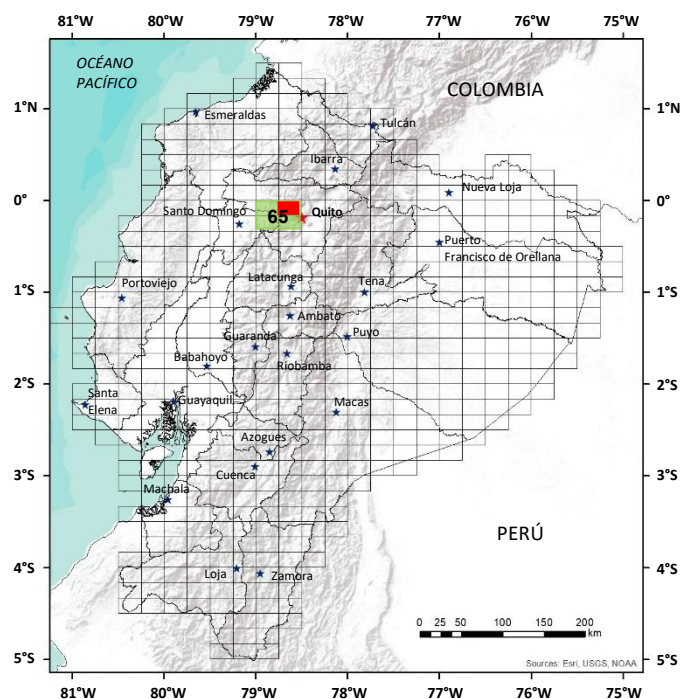 81°W 80°W 79°W 78°W 77°W 76°W 75°W
OCÉANO
PACÍFICO
COLOMBIA
1°N 1°N
Esmeraldas
Tulcán
Ibarra
Nueva Loja
0° 0°
Santo Domingo
65
Quito
Puerto
Francisco de Orellana
Portoviejo
Latacunga
Tena
1°S 1°S
Ambato
Guaranda
Puyo
Babahoyo
Riobamba
2°S 2°S
Santa
Elena
Guayaquil
Macas
Azogues
3°S 3°S
Cuenca
Machala
PERÚ
4°S 4°S
Loja
Zamora
0 25 50 100 150 200
km
5°S 5°S
Sources: Esri, USGS, NOAA
81°W 80°W 79°W 78°W 77°W 76°W 75°W